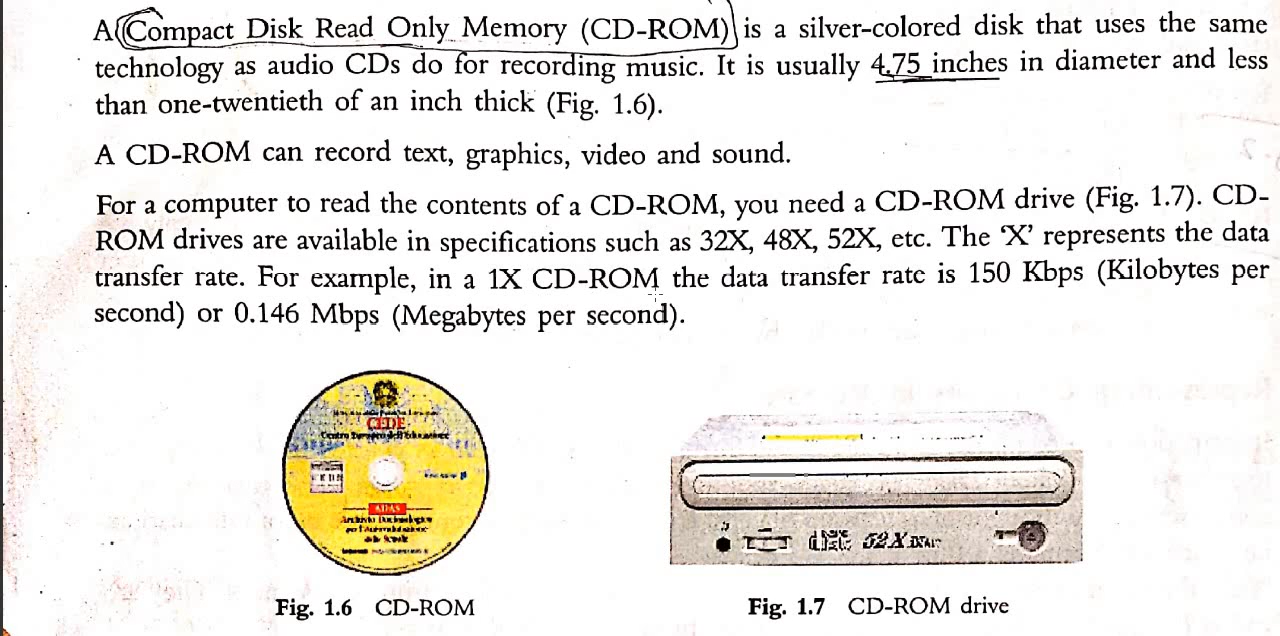 A Compact Disk Read Only Memory (CD-ROM) is a silver-colored disk that uses the same
technology as audio CDs do for recording music. It is usually 4.75 inches in diameter and less
than one-twentieth of an inch thick (Fig. 1.6).
A CD-ROM can record text, graphics, video and sound.
For a computer to read the contents of a CD-ROM, you need a CD-ROM drive (Fig. 1.7). CD-
ROM drives are available in specifications such as 32X, 48X, 52X, etc. The ‘X’ represents the data
transfer rate. For example, in a 1X CD-ROM the data transfer rate is 150 Kbps (Kilobytes per
second) or 0.146 Mbps (Megabytes per second).
CEDE
52X
Fig. 1.6 CD-ROM
Fig. 1.7 CD-ROM drive